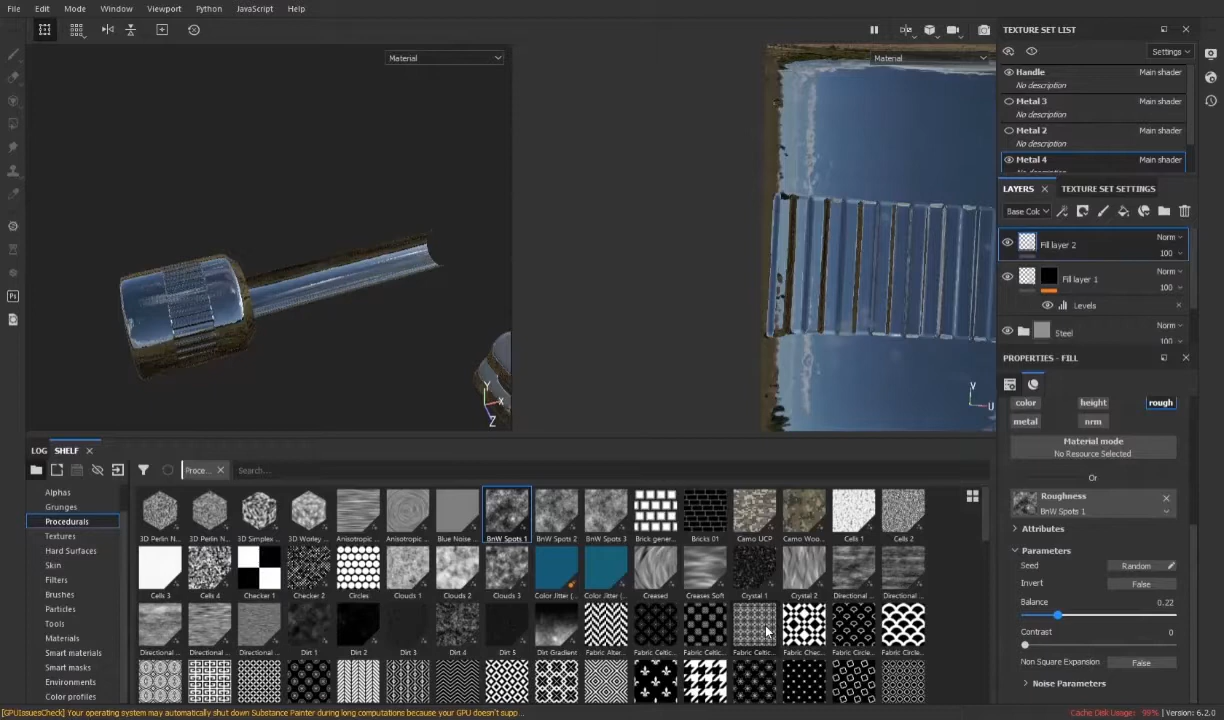 File Edit Mode Window Viewport Python JavaScript Help
Material
Material
TEXTURE SET LIST
Settings
Handle Main shader
No description
Metal 3 Main shader
No description
Metal 2 Main shader
No description
Metal 4 Main shader
No description
LAYERS TEXTURE SET SETTINGS
Base Col
Fill layer 2 Norm
100
Fill layer 1 Norm
100
Levels
Steel Norm
100
PROPERTIES - FILL
color height rough
metal nrm
Material mode
No Resource Selected
Or
Roughness
BnW Spots 1
Attributes
Parameters
Seed Random
Invert False
Balance 0.22
Contrast 0
Non Square Expansion False
Noise Parameters
Y
X
Z
V
U
LOG SHELF
Proce...
Search...
Alphas
Grunges
Procedurals
Textures
Hard Surfaces
Skin
Filters
Brushes
Particles
Tools
Materials
Smart materials
Smart masks
Environments
Color profiles
3D Perlin N... 3D Perlin N... 3D Simplex ... 3D Worley ... Anisotropic ... Anisotropic ... Blue Noise ... BnW Spots 1 BnW Spots 2 BnW Spots 3 Brick gener... Bricks 01 Camo UCP Camo Woo... Cells 1 Cells 2
Cells 3 Cells 4 Checker 1 Checker 2 Circles Clouds 1 Clouds 2 Clouds 3 Color Jitter (... Color Jitter (... Creased Creases Soft Crystal 1 Crystal 2 Directional ... Directional ...
Directional ... Directional ... Directional ... Dirt 1 Dirt 2 Dirt 3 Dirt 4 Dirt 5 Dirt Gradient Fabric Alter... Fabric Celtic... Fabric Celtic... Fabric Celtic... Fabric Chec... Fabric Circle... Fabric Circle...
[GPUIssuesCheck] Your operating system may automatically shut down Substance Painter during long computations because your GPU doesn't supp...
Cache Disk Usage: 99% | Version: 6.2.0